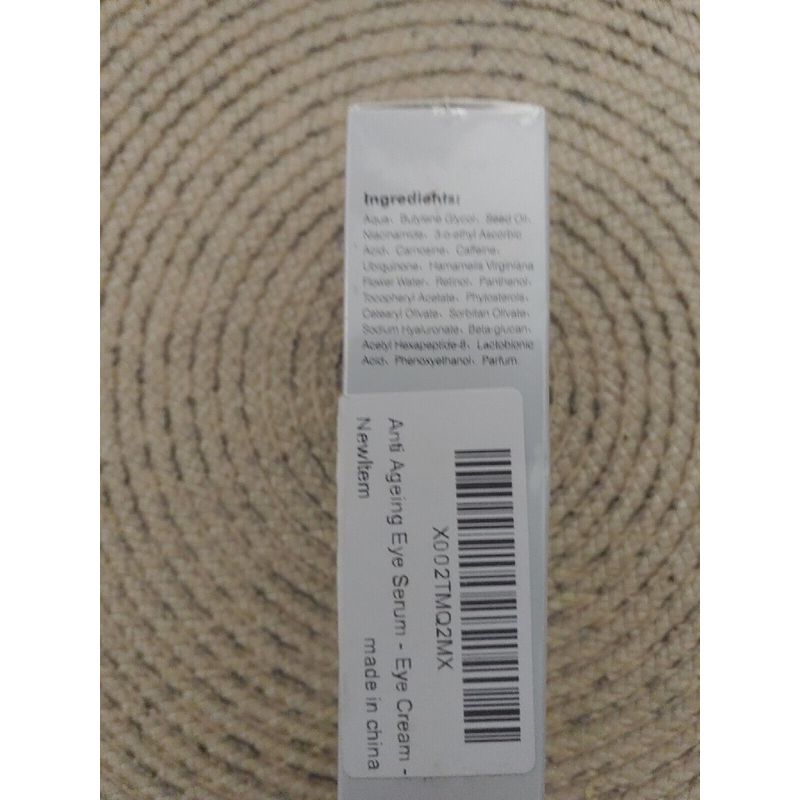 Ingredients:
Aqua、Butylene Glycol、Seed Oil、
Niacinamide、3-o-ethyl Ascorbic
Acid、Carnosine、Caffeine、
Ubiquinone、Hamamelis Virginiana
Flower Water、Retinol、Panthenol、
Tocopheryl Acetate、Phytosterols、
Cetearyl Olivate、Sorbitan Olivate、
Sodium Hyaluronate、Beta-glucan、
Acetyl Hexapeptide-8、Lactobionic
Acid、Phenoxyethanol、Parfum.
X002TMQ2MX
Anti Ageing Eye Serum - Eye Cream -
NewItem
made in china